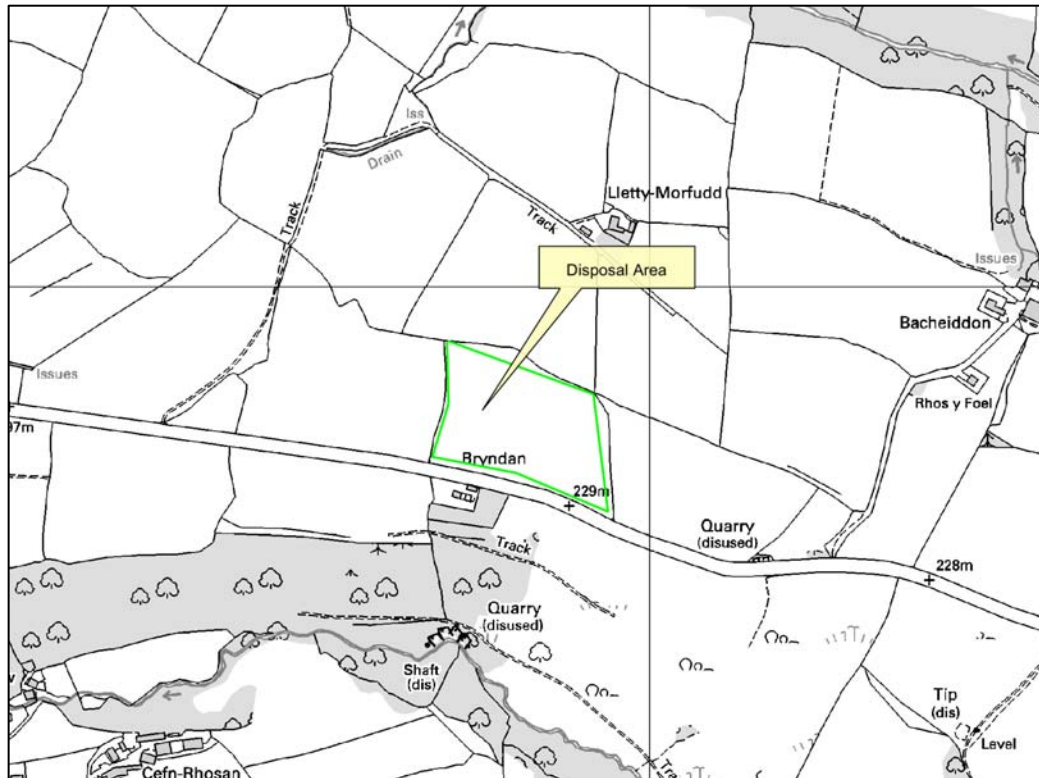 Iss
Drain
Track
Lletty-Morfudd
Track
Disposal Area
Issues
Bacheiddon
Rhos y Foel
Issues
97m
Bryndan
229m
Quarry
(disused)
Track
228m
Quarry
(disused)
Shaft
(dis)
Tip
(dis)
Level
Cefn-Rhosan